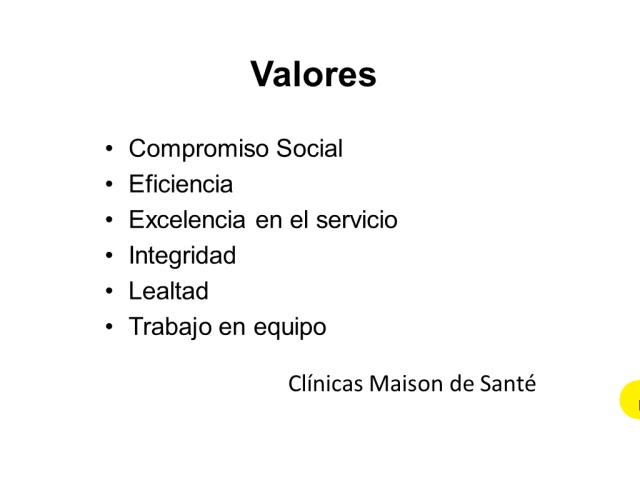 Valores
• Compromiso Social
• Eficiencia
• Excelencia en el servicio
• Integridad
• Lealtad
• Trabajo en equipo
Clínicas Maison de Santé